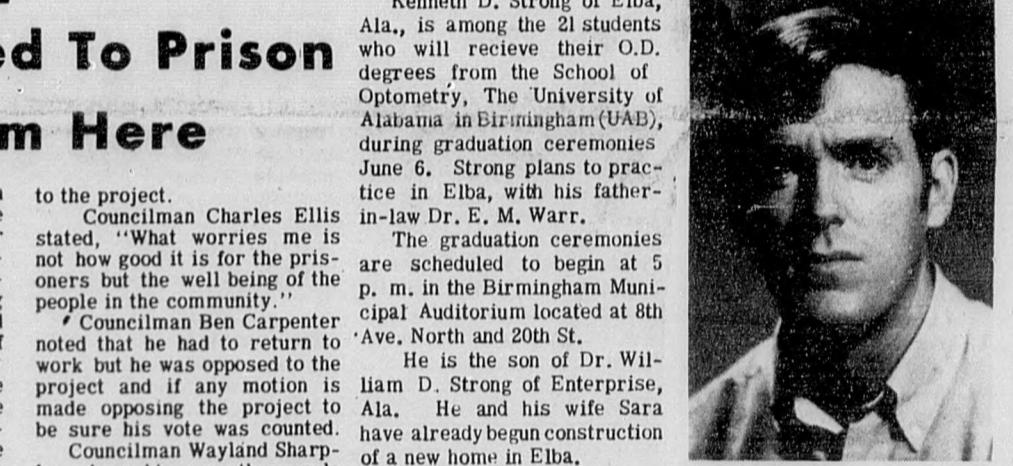 ed To Prison
m Here
to the project.
Councilman Charles Ellis
stated, "What worries me is
not how good it is for the pris-
oners but the well being of the
people in the community."
Councilman Ben Carpenter
noted that he had to return to
work but he was opposed to the
project and if any motion is
made opposing the project to
be sure his vote was counted.
Councilman Wayland Sharp-
Kenneth D. Strong of Elba,
Ala., is among the 21 students
who will recieve their O.D.
degrees from the School of
Optometry, The University of
Alabama in Birmingham (UAB),
during graduation ceremonies
June 6. Strong plans to prac-
tice in Elba, with his father-
in-law Dr. E. M. Warr.
The graduation ceremonies
are scheduled to begin at 5
p. m. in the Birmingham Muni-
cipal Auditorium located at 8th
Ave. North and 20th St.
He is the son of Dr. Wil-
liam D. Strong of Enterprise,
Ala. He and his wife Sara
have already begun construction
of a new home in Elba.